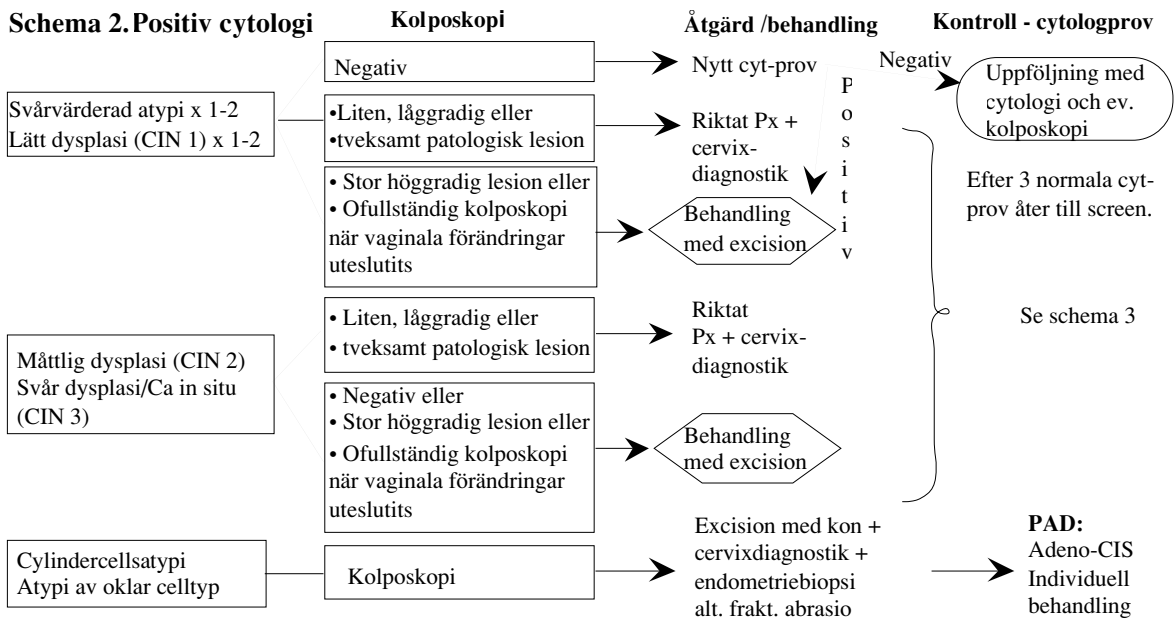 Schema 2. Positiv cytologi
Kolposkopi
Åtgärd /behandling
Kontroll - cytologprov
Svårvärderad atypi x 1-2
Lätt dysplasi (CIN 1) x 1-2
Negativ
Nytt cyt-prov
Negativ
Uppföljning med
cytologi och ev.
kolposkopi
Positiv
•Liten, låggradig eller
•tveksamt patologisk lesion
Riktat Px +
cervix-
diagnostik
• Stor höggradig lesion eller
• Ofullständig kolposkopi
när vaginala förändringar
uteslutits
Behandling
med excision
Efter 3 normala cyt-
prov åter till screen.
Måttlig dysplasi (CIN 2)
Svår dysplasi/Ca in situ
(CIN 3)
• Liten, låggradig eller
• tveksamt patologisk lesion
Riktat
Px + cervix-
diagnostik
Se schema 3
• Negativ eller
• Stor höggradig lesion eller
• Ofullständig kolposkopi
när vaginala förändringar
uteslutits
Behandling
med excision
Cylindercellsatypi
Atypi av oklar celltyp
Kolposkopi
Excision med kon +
cervixdiagnostik +
endometriebiopsi
alt. frakt. abrasio
PAD:
Adeno-CIS
Individuell
behandling